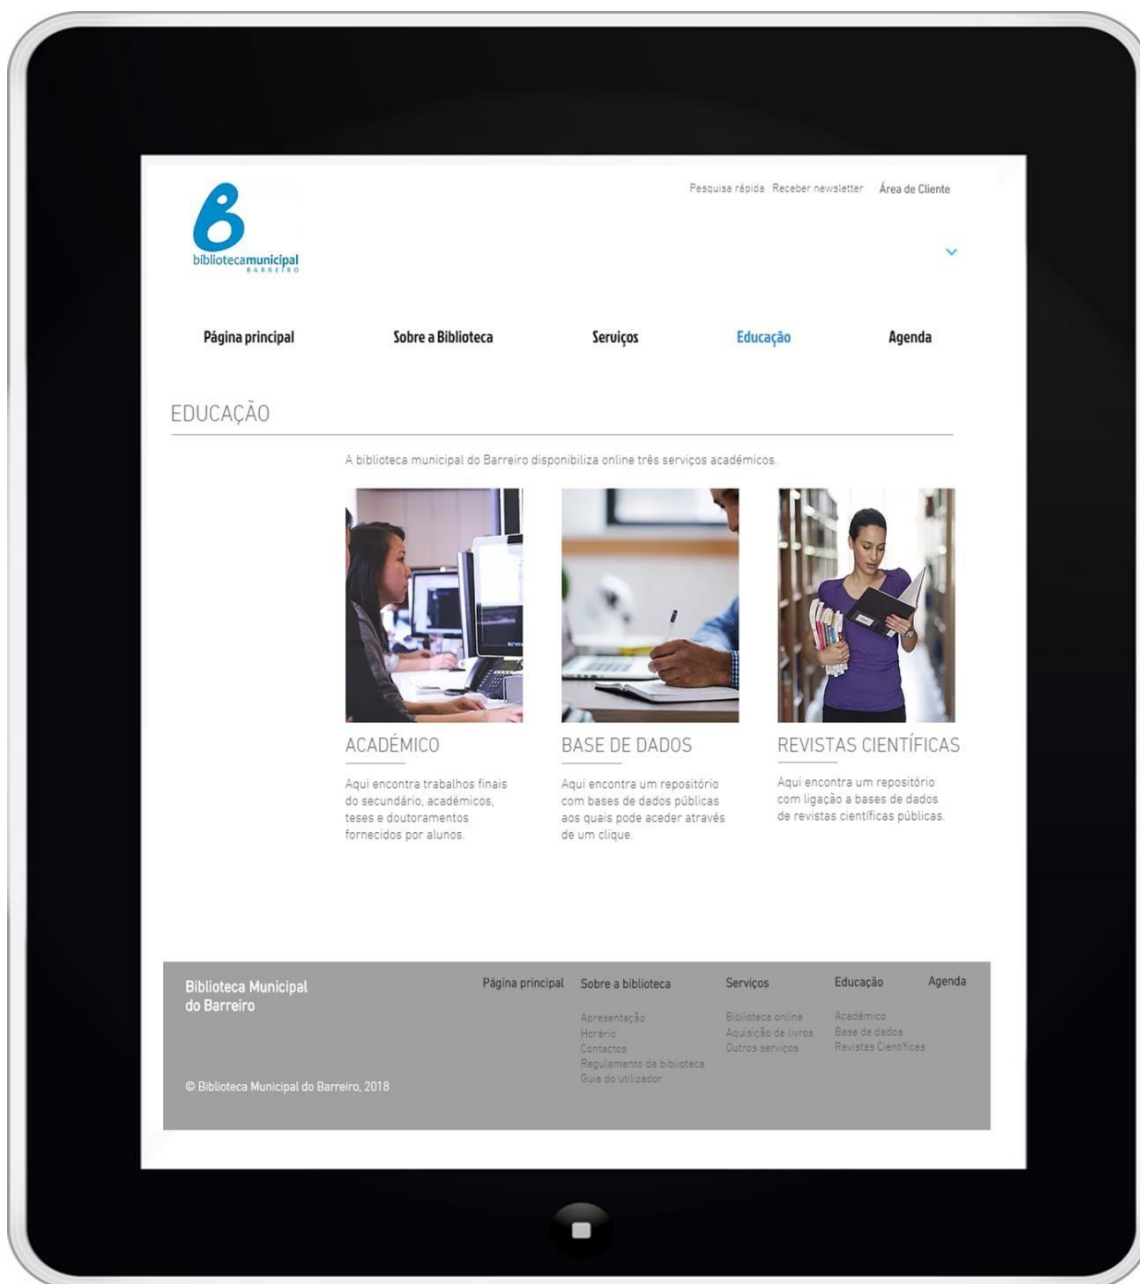 Pesquisa rápida Receber newsletter Área de Cliente
bibliotecamunicipal
BARREIRO
Página principal Sobre a Biblioteca Serviços Educação Agenda
EDUCAÇÃO
A biblioteca municipal do Barreiro disponibiliza online três serviços académicos.
ACADÉMICO
Aqui encontra trabalhos finais
do secundário, académicos,
teses e doutoramentos
fornecidos por alunos.
BASE DE DADOS
Aqui encontra um repositório
com bases de dados públicas
aos quais pode aceder através
de um clique.
REVISTAS CIENTÍFICAS
Aqui encontra um repositório
com ligação a bases de dados
de revistas científicas públicas.
Biblioteca Municipal
do Barreiro
© Biblioteca Municipal do Barreiro, 2018
Página principal
Sobre a biblioteca
Apresentação
Horário
Contactos
Regulamento da biblioteca
Guia do utilizador
Serviços
Biblioteca online
Aquisição de livros
Outros serviços
Educação
Académico
Base de dados
Revistas Científicas
Agenda